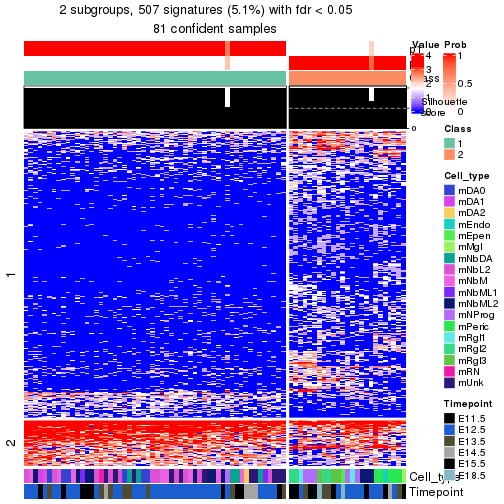 2 subgroups, 507 signatures (5.1%) with fdr < 0.05
81 confident samples
Value
4
3
2
1
0
Prob
1
0.5
0
Silhouette
score
0
Class
1
2
Cell_type
mDA0
mDA1
mDA2
mEndo
mEpen
mMgl
mNbDA
mNbL2
mNbM
mNbML1
mNbML2
mNProg
mPeric
mRgl1
mRgl2
mRgl3
mRN
mUnk
Timepoint
E11.5
E12.5
E13.5
E14.5
E15.5
E18.5
1
2
Cell_type
Timepoint